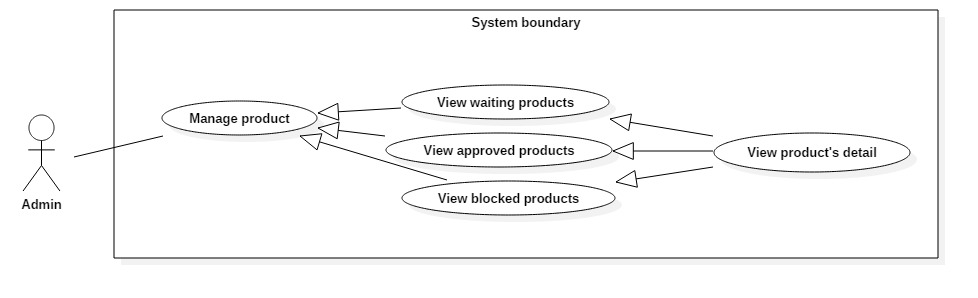 System boundary
View waiting products
Manage product
View approved products
View product's detail
View blocked products
Admin